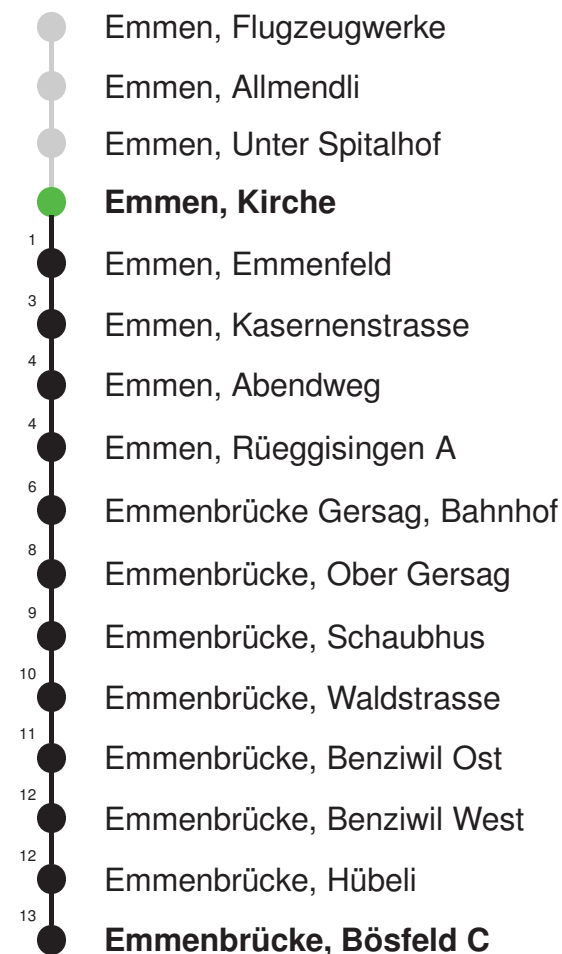 Emmen, Flugzeugwerke
Emmen, Allmendli
Emmen, Unter Spitalhof
Emmen, Kirche
1 Emmen, Emmenfeld
3 Emmen, Kasernenstrasse
4 Emmen, Abendweg
4 Emmen, Rüeggisingen A
6 Emmenbrücke Gersag, Bahnhof
8 Emmenbrücke, Ober Gersag
9 Emmenbrücke, Schaubhus
10 Emmenbrücke, Waldstrasse
11 Emmenbrücke, Benziwil Ost
12 Emmenbrücke, Benziwil West
12 Emmenbrücke, Hübeli
13 Emmenbrücke, Bösfeld C